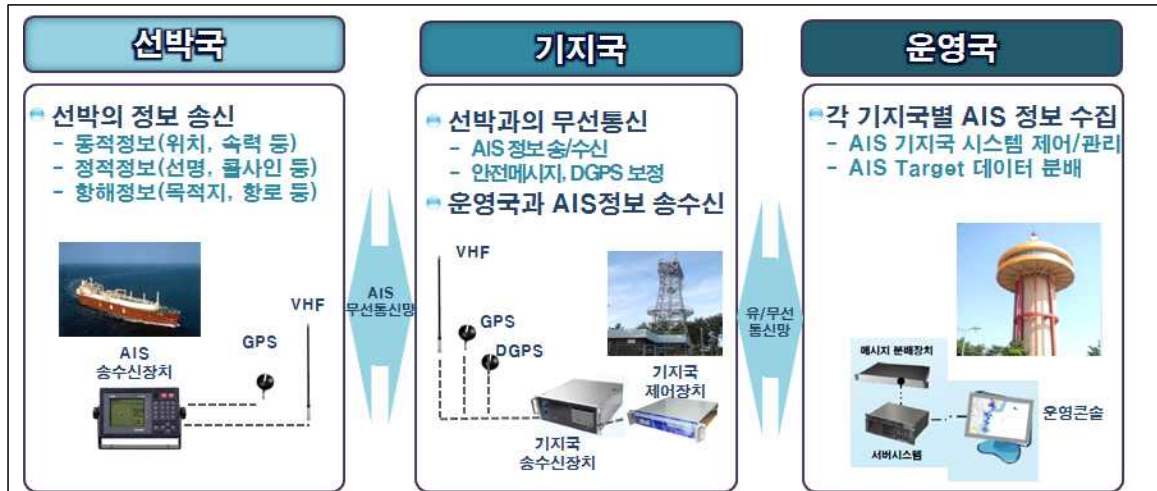 선박국
선박의 정보 송신
- 동적정보(위치, 속력 등)
- 정적정보(선명, 콜사인 등)
- 항해정보(목적지, 항로 등)
VHF
GPS
AIS
송수신장치
AIS
무선통신망
기지국
선박과의 무선통신
- AIS 정보 송/수신
- 안전메시지, DGPS 보정
운영국과 AIS정보 송수신
VHF
GPS
DGPS
기지국
제어장치
기지국
송수신장치
유/무선
통신망
운영국
각 기지국별 AIS 정보 수집
- AIS 기지국 시스템 제어/관리
- AIS Target 데이터 분배
메시지 분배장치
운영콘솔
서버시스템